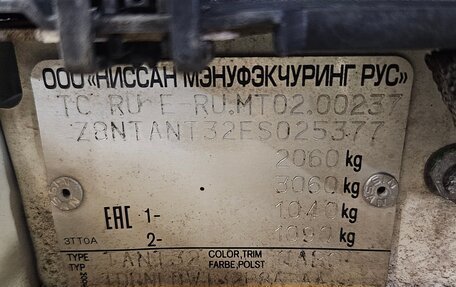 ООО «НИССАН МЭНУФЭКЧУРИНГ РУС»
TC RU E-RU.MT02.00237
Z8NTANT32ES025377
2060 kg
3060 kg
EAC 1- 1040 kg
3TT0A 2- 1090 kg
TYPE COLOR,TRIM
TYP FARBE,POLST